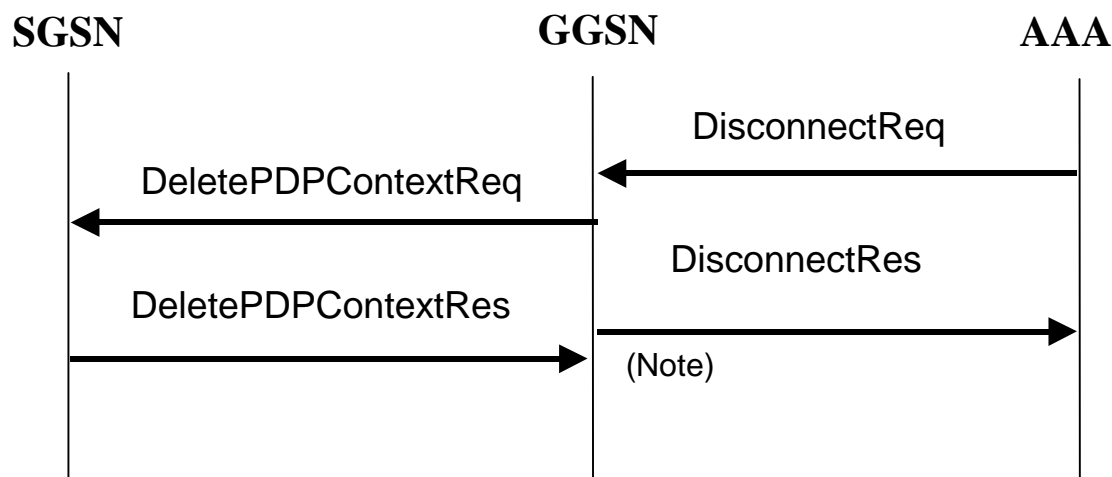 SGSN
GGSN
AAA
DisconnectReq
DeletePDPContextReq
DisconnectRes
DeletePDPContextRes
(Note)